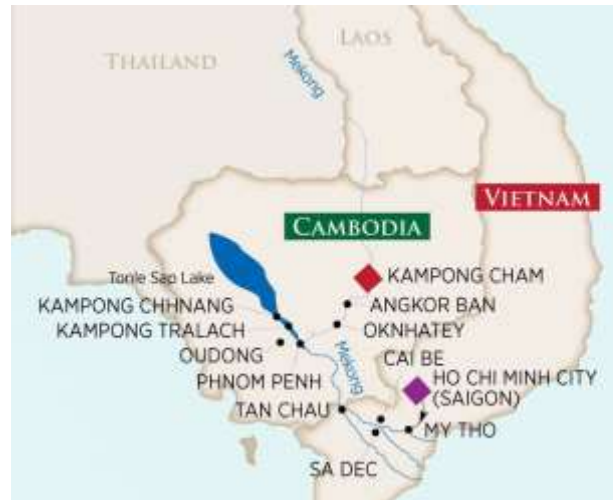 LAOS
THAILAND
Mekong
VIETNAM
CAMBODIA
Tonle Sap Lake
KAMPONG CHAM
KAMPONG CHHNANG
ANGKOR BAN
KAMPONG TRALACH
OKNHATEY
OUDONG
Mekong
CAI BE
PHNOM PENH
HO CHI MINH CITY
(SAIGON)
TAN CHAU
MY THO
SA DEC